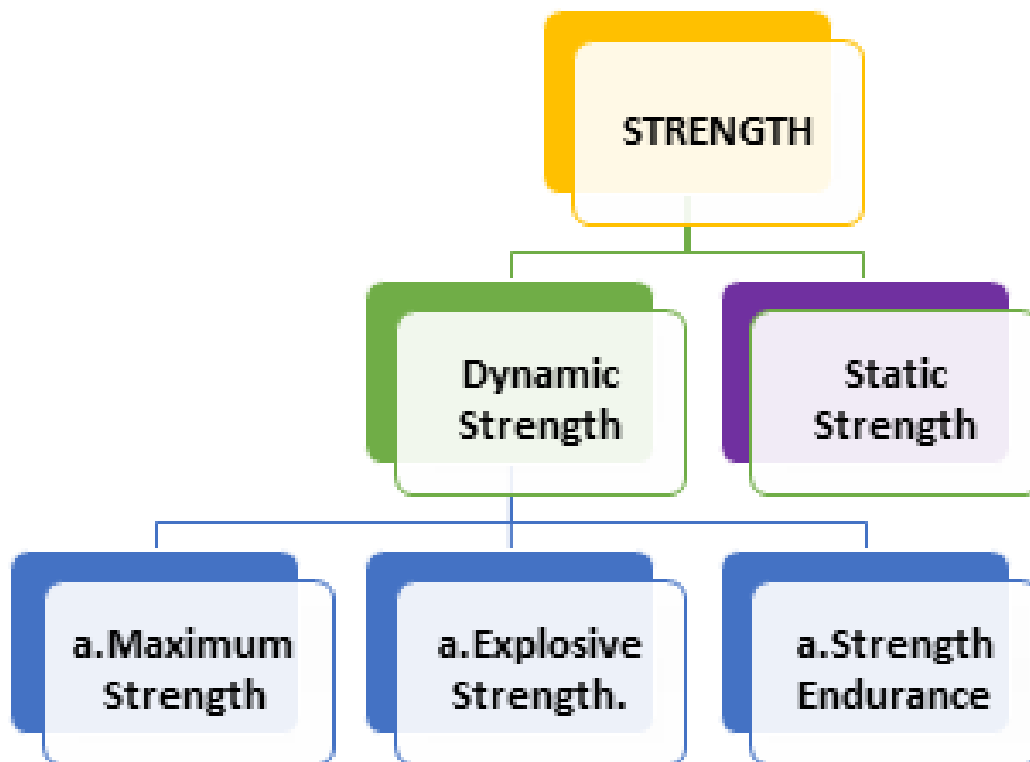 STRENGTH
Dynamic
Strength
Static
Strength
a.Maximum
Strength
a.Explosive
Strength.
a.Strength
Endurance